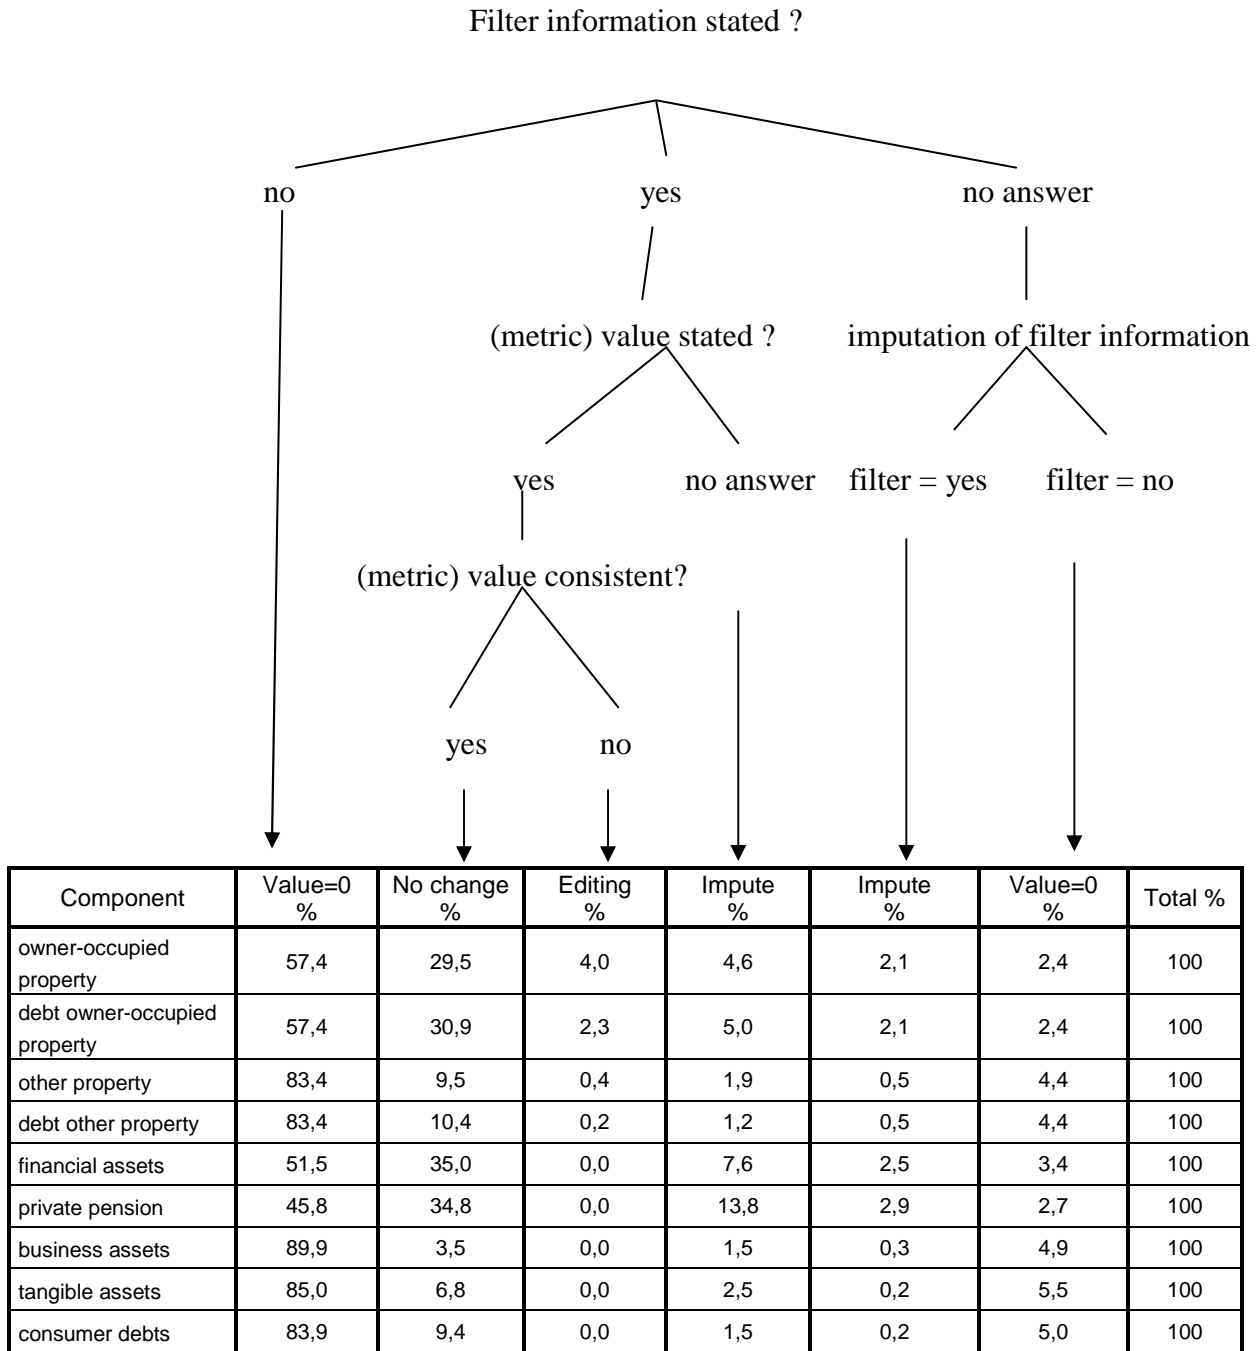 Filter information stated ?
no yes no answer
(metric) value stated ? imputation of filter information
yes no answer filter = yes filter = no
(metric) value consistent?
yes no
Component Value=0 % No change % Editing % Impute % Impute % Value=0 % Total %
owner-occupied property 57,4 29,5 4,0 4,6 2,1 2,4 100
debt owner-occupied property 57,4 30,9 2,3 5,0 2,1 2,4 100
other property 83,4 9,5 0,4 1,9 0,5 4,4 100
debt other property 83,4 10,4 0,2 1,2 0,5 4,4 100
financial assets 51,5 35,0 0,0 7,6 2,5 3,4 100
private pension 45,8 34,8 0,0 13,8 2,9 2,7 100
business assets 89,9 3,5 0,0 1,5 0,3 4,9 100
tangible assets 85,0 6,8 0,0 2,5 0,2 5,5 100
consumer debts 83,9 9,4 0,0 1,5 0,2 5,0 100